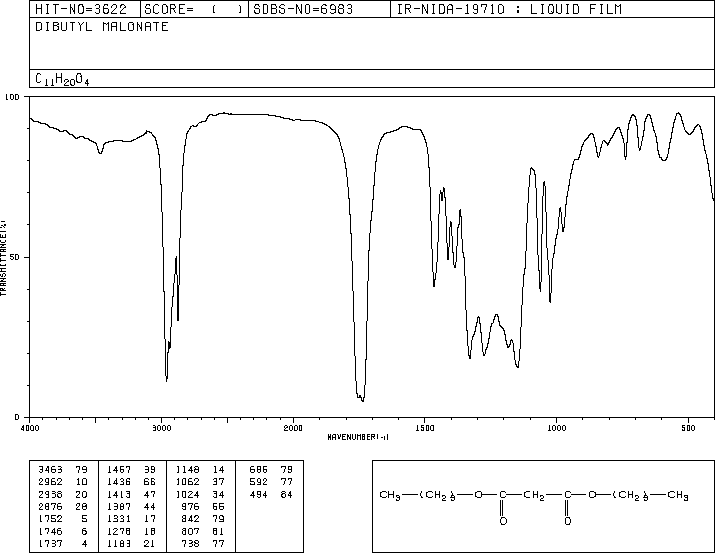 HIT-NO=3622 SCORE= ( ) SDBS-NO=6983 IR-NIDA-19710 : LIQUID FILM
DIBUTYL MALONATE
C11H20O4
100
50
0
TRANSMITTANCE(%)
4000 3000 2000 1500 1000 500
WAVENUMBER(-1)
3463 79 1467 39 1148 14 686 79
2962 10 1436 66 1062 37 592 77
2938 20 1413 47 1024 34 494 84
2876 28 1387 44 976 55
1752 5 1331 17 842 79
1746 6 1278 18 807 81
1737 4 1183 21 738 77
CH3—(CH2)3—O—C—CH2—C—O—(CH2)3—CH3
O O